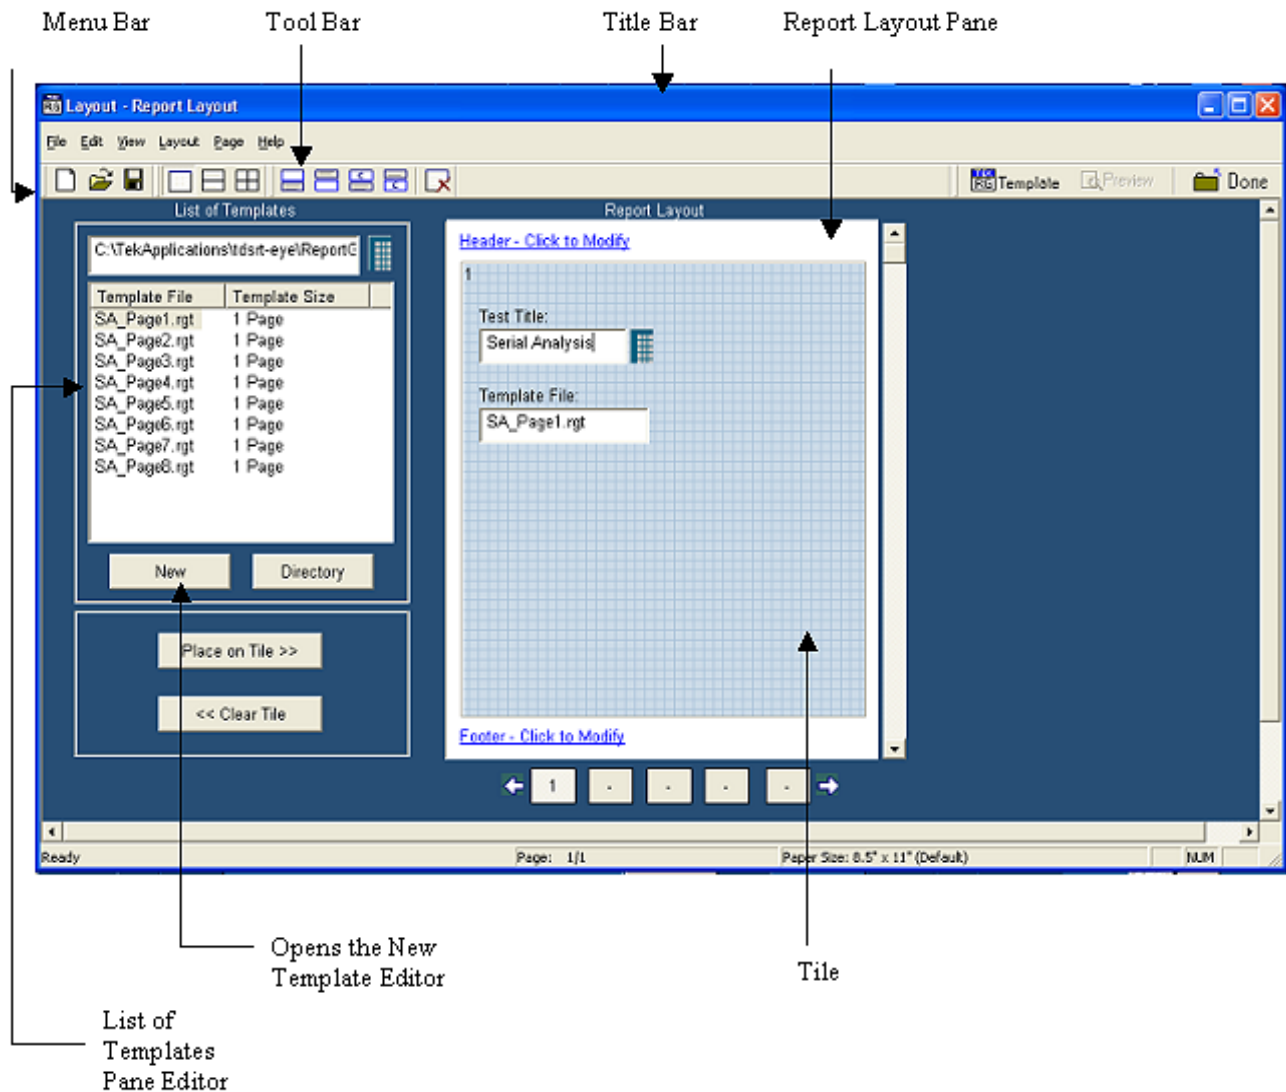 Menu Bar
Tool Bar
Title Bar
Report Layout Pane
Layout - Report Layout
File Edit View Layout Page Help
Template Preview Done
List of Templates
Report Layout
C:\TekApplications\tdsrt-eye\ReportG
Template File Template Size
SA_Page1.rgt 1 Page
SA_Page2.rgt 1 Page
SA_Page3.rgt 1 Page
SA_Page4.rgt 1 Page
SA_Page5.rgt 1 Page
SA_Page6.rgt 1 Page
SA_Page7.rgt 1 Page
SA_Page8.rgt 1 Page
New Directory
Place on Tile >>
<< Clear Tile
Header - Click to Modify
1
Test Title:
Serial Analysis
Template File:
SA_Page1.rgt
Footer - Click to Modify
1 - - - -
Ready Page: 1/1 Paper Size: 8.5" x 11" (Default) NUM
Opens the New
Template Editor
Tile
List of
Templates
Pane Editor